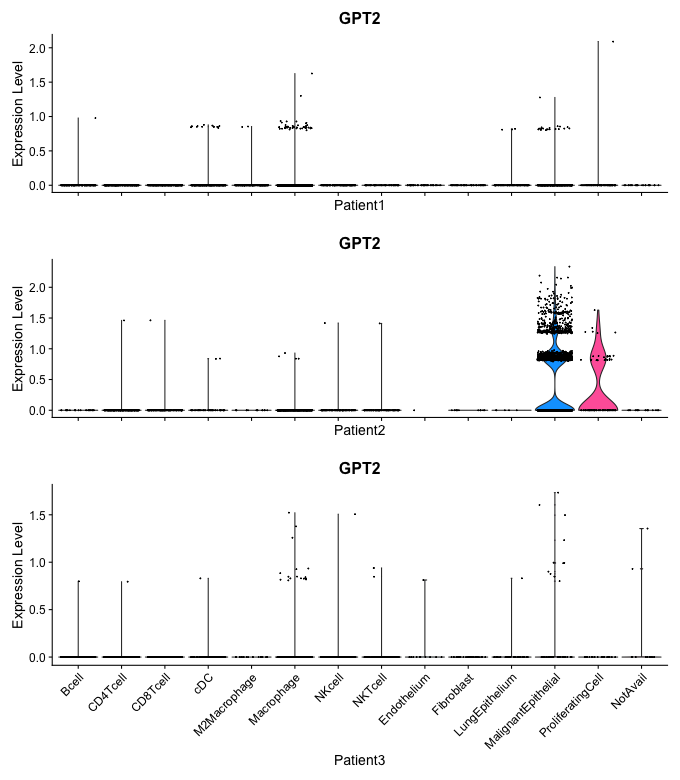 GPT2
Expression Level
2.0
1.5
1.0
0.5
0.0
Patient1
GPT2
Expression Level
2.0
1.5
1.0
0.5
0.0
Patient2
GPT2
Expression Level
1.5
1.0
0.5
0.0
Bcell
CD4Tcell
CD8Tcell
cDC
M2Macrophage
Macrophage
NKcell
NKTcell
Endothelium
Fibroblast
LungEpithelium
MalignantEpithelial
ProliferatingCell
NotAvail
Patient3